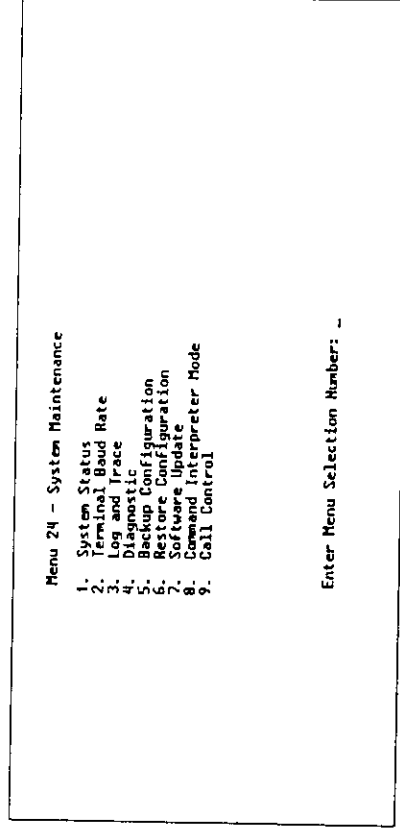 Menu 24 - System Maintenance
1. System Status
2. Terminal Baud Rate
3. Log and Trace
4. Diagnostic
5. Backup Configuration
6. Restore Configuration
7. Software Update
8. Command Interpreter Mode
9. Call Control
Enter Menu Selection Number: _